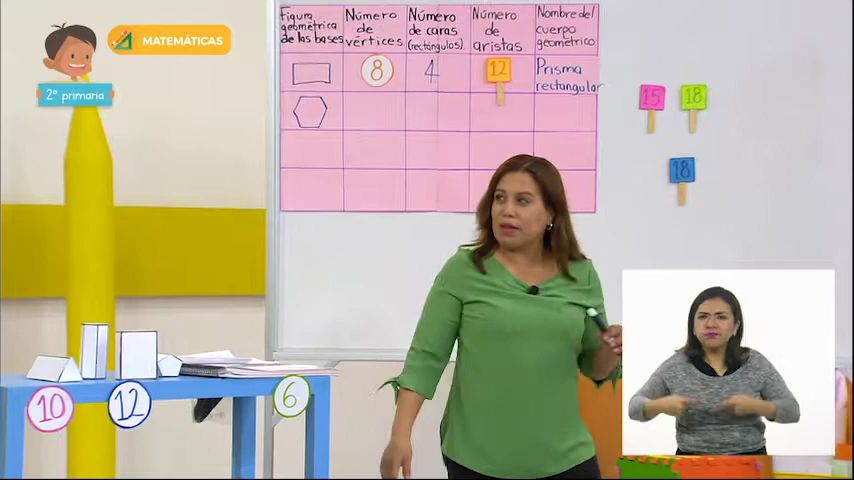 MATEMÁTICAS
2° primaria
Figura
geométrica
de las bases
Número
de
vértices
Número
de caras
(rectángulos)
Número
de
aristas
Nombre del
cuerpo
geométrico
8
4
12
Prisma
rectangular
15
18
18
10
12
6